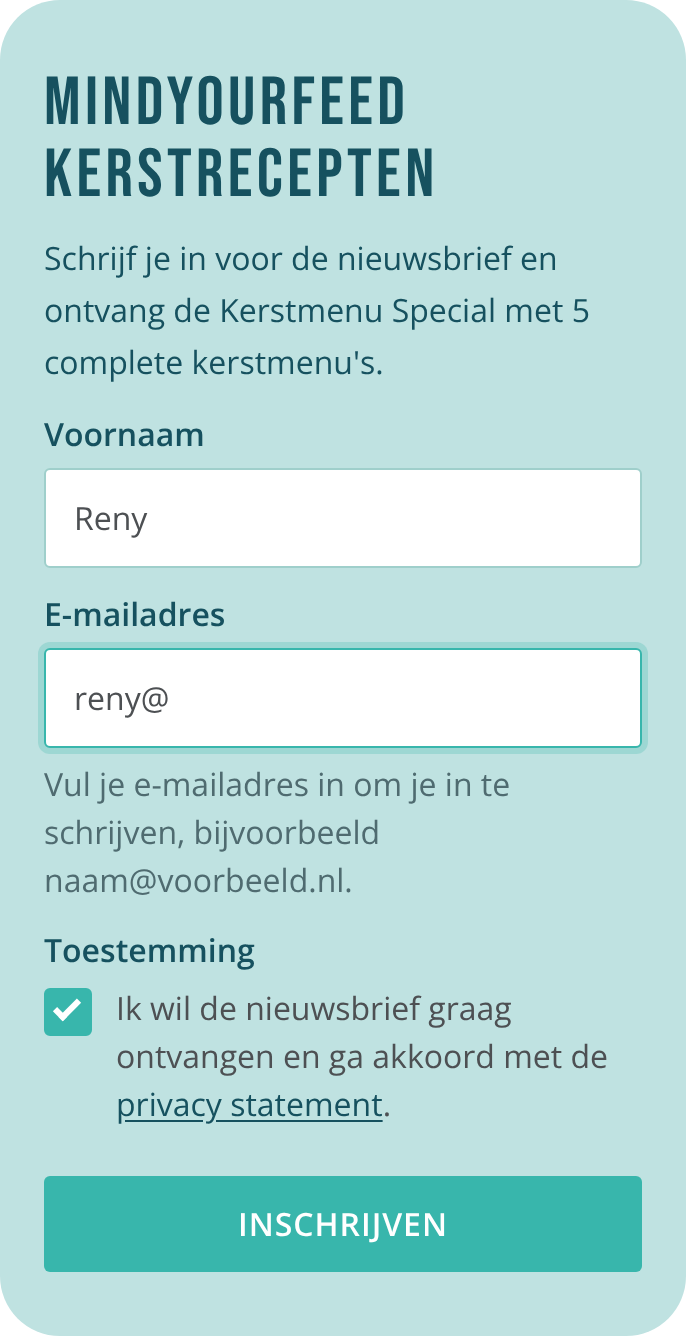 MINDYOURFEED
KERSTRECEPTEN
Schrijf je in voor de nieuwsbrief en
ontvang de Kerstmenu Special met 5
complete kerstmenu's.
Voornaam
Reny
E-mailadres
reny@
Vul je e-mailadres in om je in te
schrijven, bijvoorbeeld
naam@voorbeeld.nl.
Toestemming
Ik wil de nieuwsbrief graag
ontvangen en ga akkoord met de
privacy statement.
INSCHRIJVEN